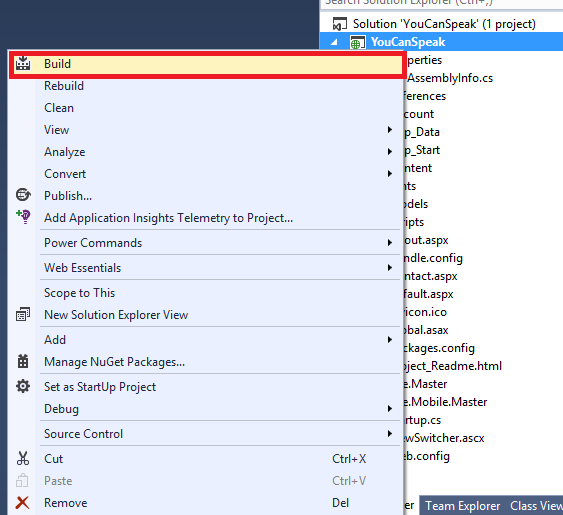 Search Solution Explorer (Ctrl+;)
Solution 'YouCanSpeak' (1 project)
YouCanSpeak
Build
operties
Rebuild
AssemblyInfo.cs
Clean
ferences
View
count
p_Data
Analyze
p_Start
Convert
ntent
Publish...
nts
odels
Add Application Insights Telemetry to Project...
ripts
Power Commands
out.aspx
ndle.config
Web Essentials
ntact.aspx
Scope to This
fault.aspx
New Solution Explorer View
vicon.ico
Add
obal.asax
Manage NuGet Packages...
ckages.config
oject_Readme.html
Set as StartUp Project
e.Master
Debug
e.Mobile.Master
artup.cs
Source Control
ewSwitcher.ascx
Cut Ctrl+X
eb.config
Paste Ctrl+V
Remove Del
er Team Explorer Class View